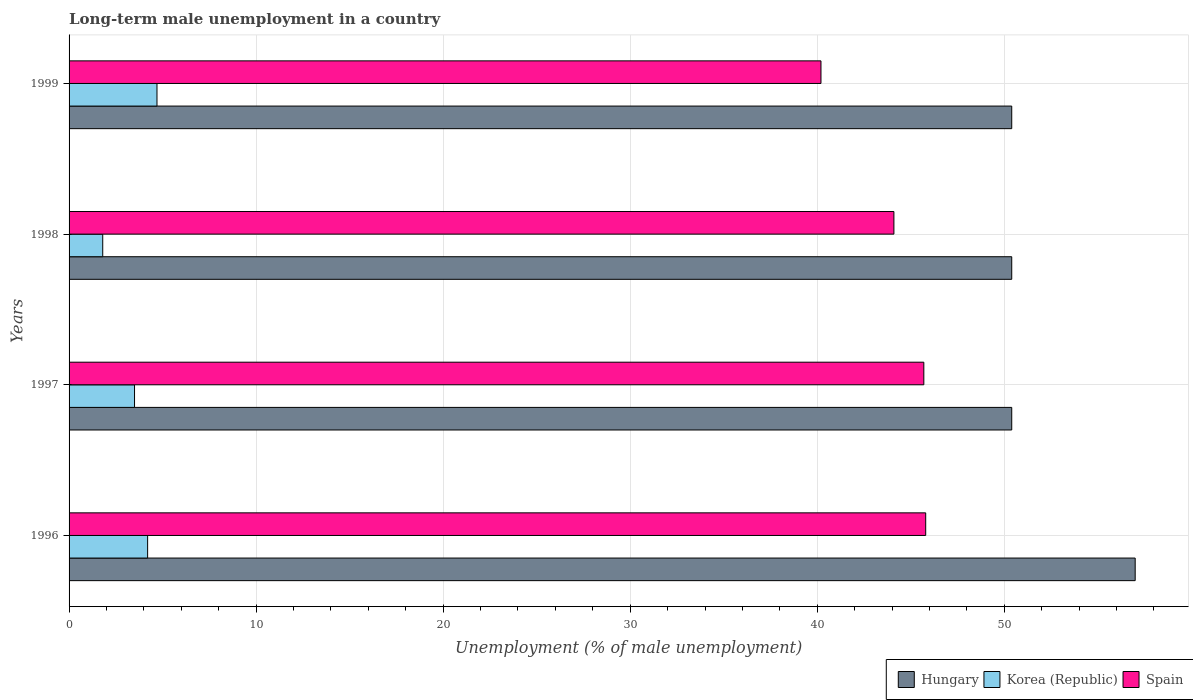 Long-term male unemployment in a country
1999
1998
1997
1996
Years
0
10
20
30
40
50
Unemployment (% of male unemployment)
Hungary
Korea (Republic)
Spain